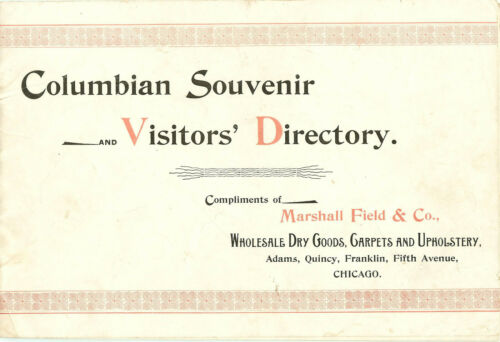 Columbian Souvenir
AND Visitors' Directory.
Compliments of
Marshall Field & Co.,
WHOLESALE DRY GOODS, CARPETS AND UPHOLSTERY,
Adams, Quincy, Franklin, Fifth Avenue,
CHICAGO.